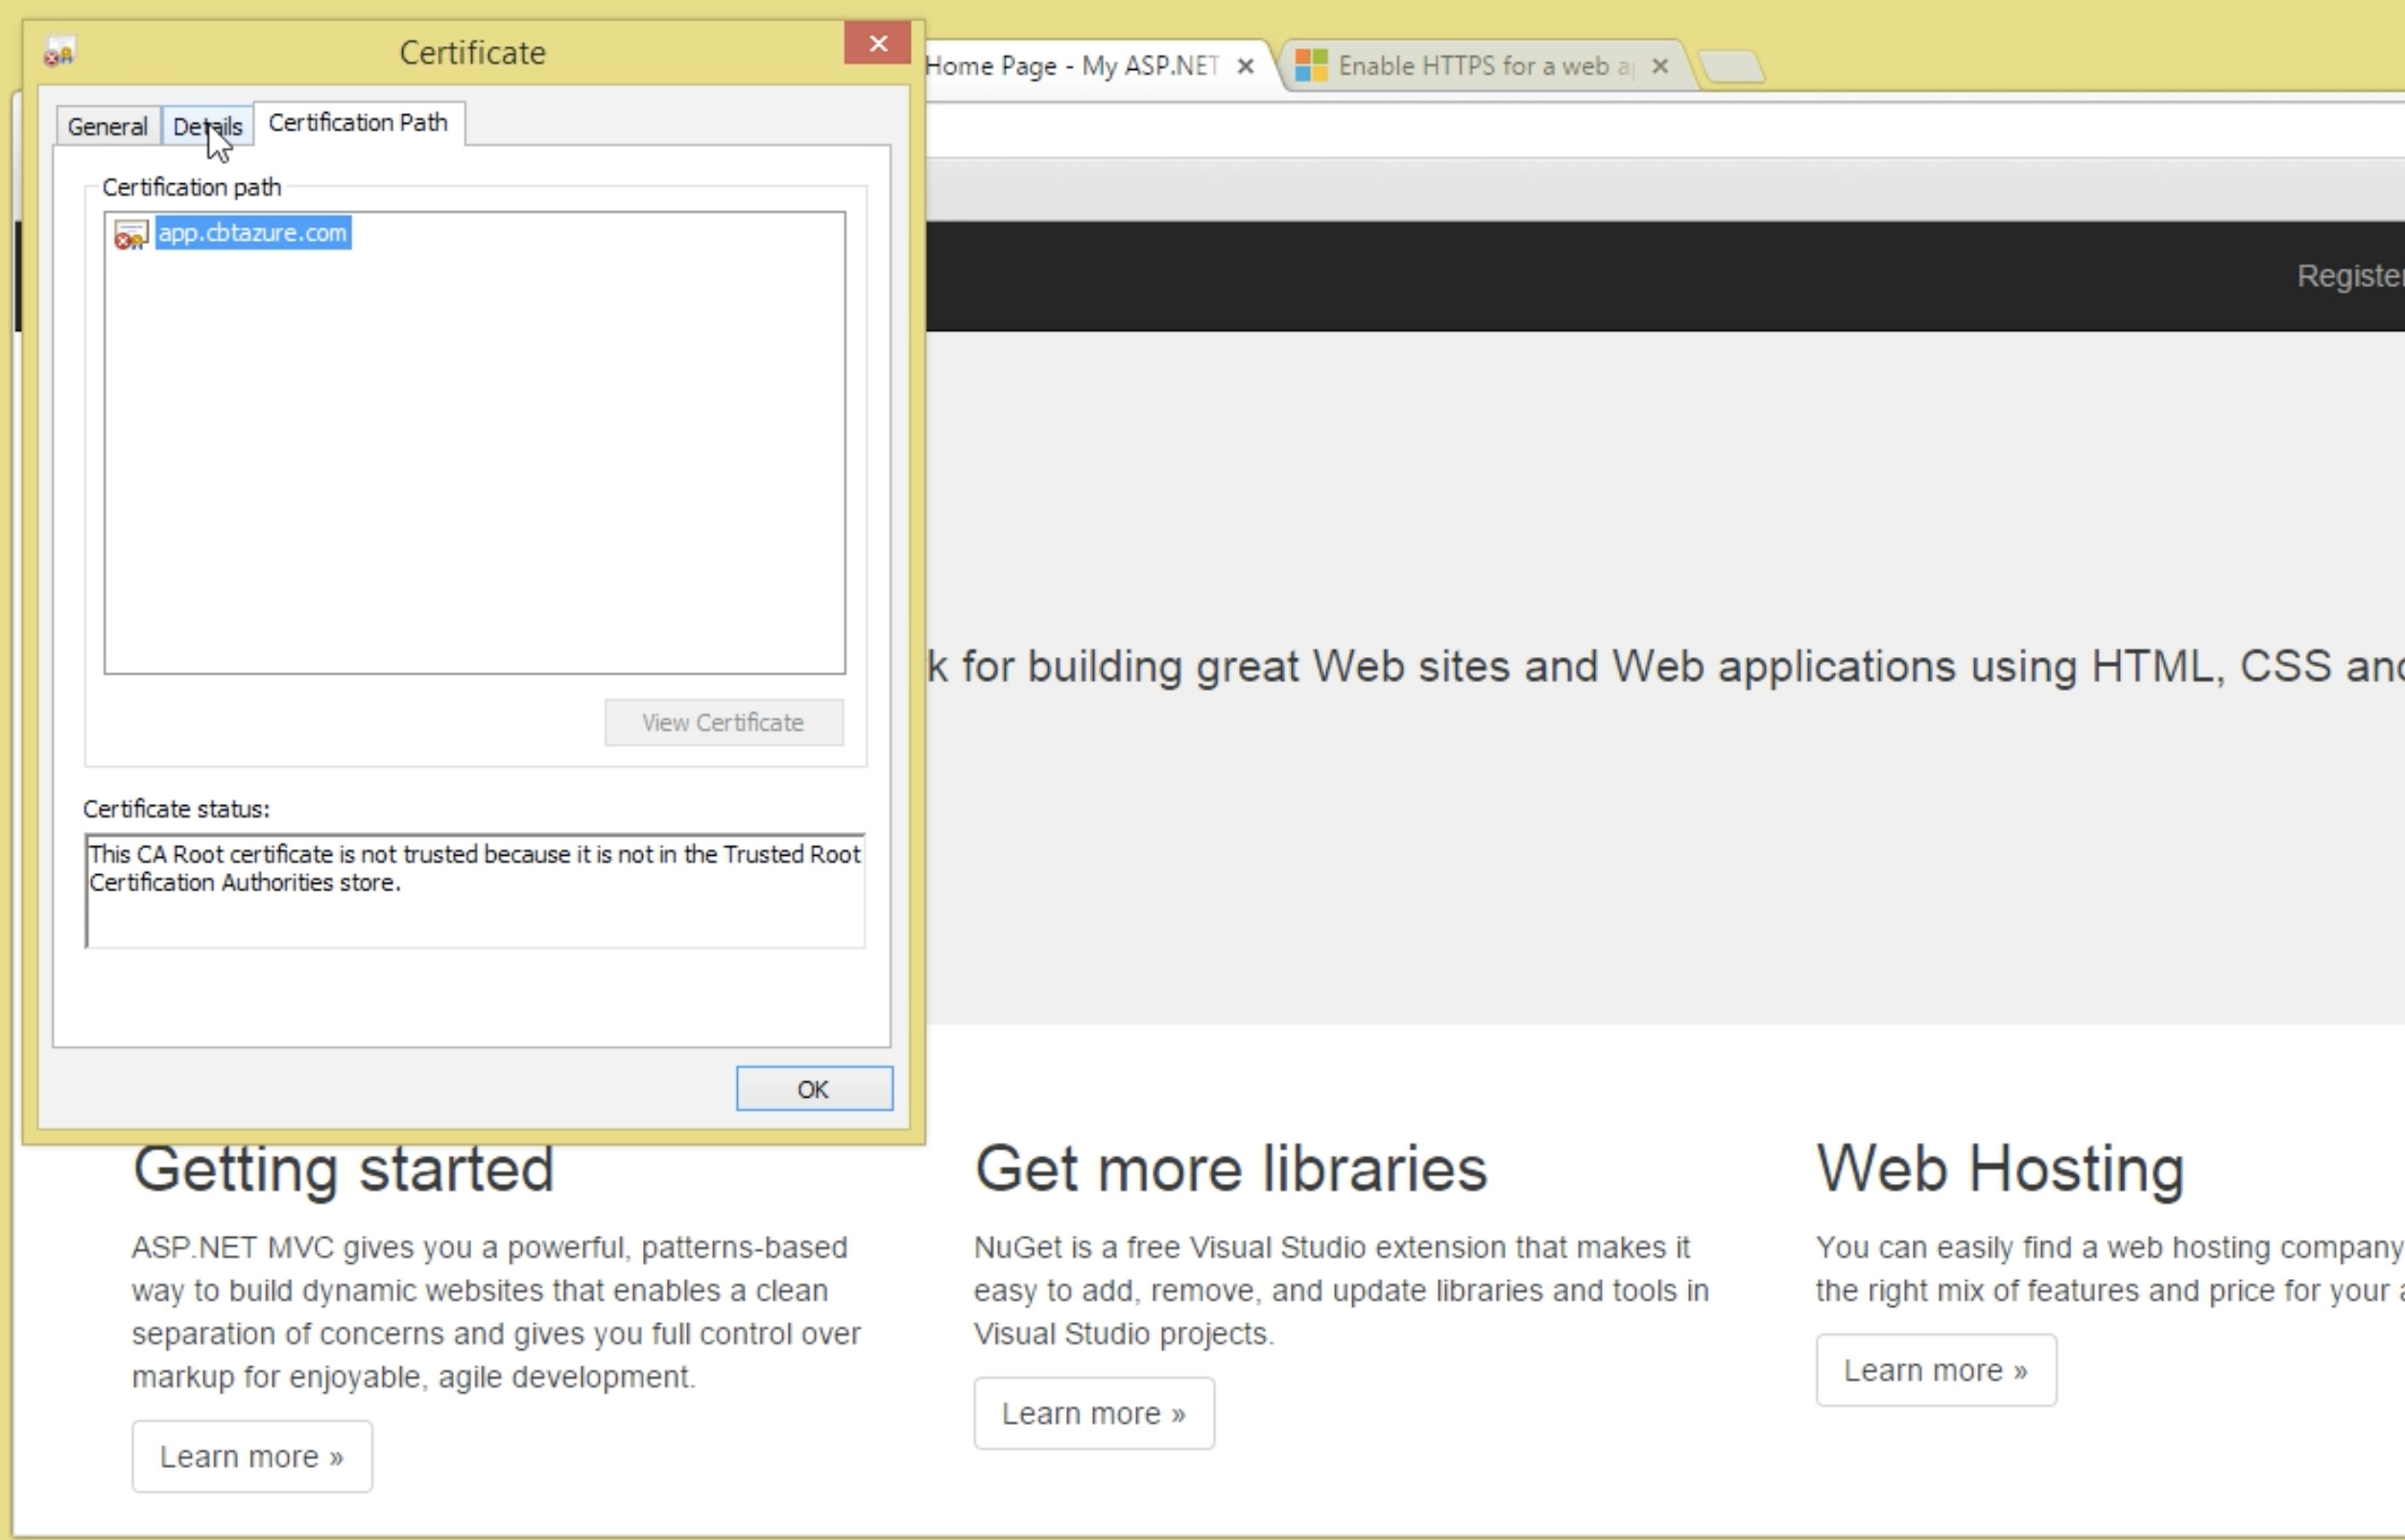 Certificate
Home Page - My ASP.NET
Enable HTTPS for a web
General
Details
Certification Path
Certification path
app.cbtazure.com
Register
View Certificate
k for building great Web sites and Web applications using HTML, CSS and
Certificate status:
This CA Root certificate is not trusted because it is not in the Trusted Root
Certification Authorities store.
OK
Getting started
ASP.NET MVC gives you a powerful, patterns-based
way to build dynamic websites that enables a clean
separation of concerns and gives you full control over
markup for enjoyable, agile development.
Learn more »
Get more libraries
NuGet is a free Visual Studio extension that makes it
easy to add, remove, and update libraries and tools in
Visual Studio projects.
Learn more »
Web Hosting
You can easily find a web hosting company
the right mix of features and price for your a
Learn more »